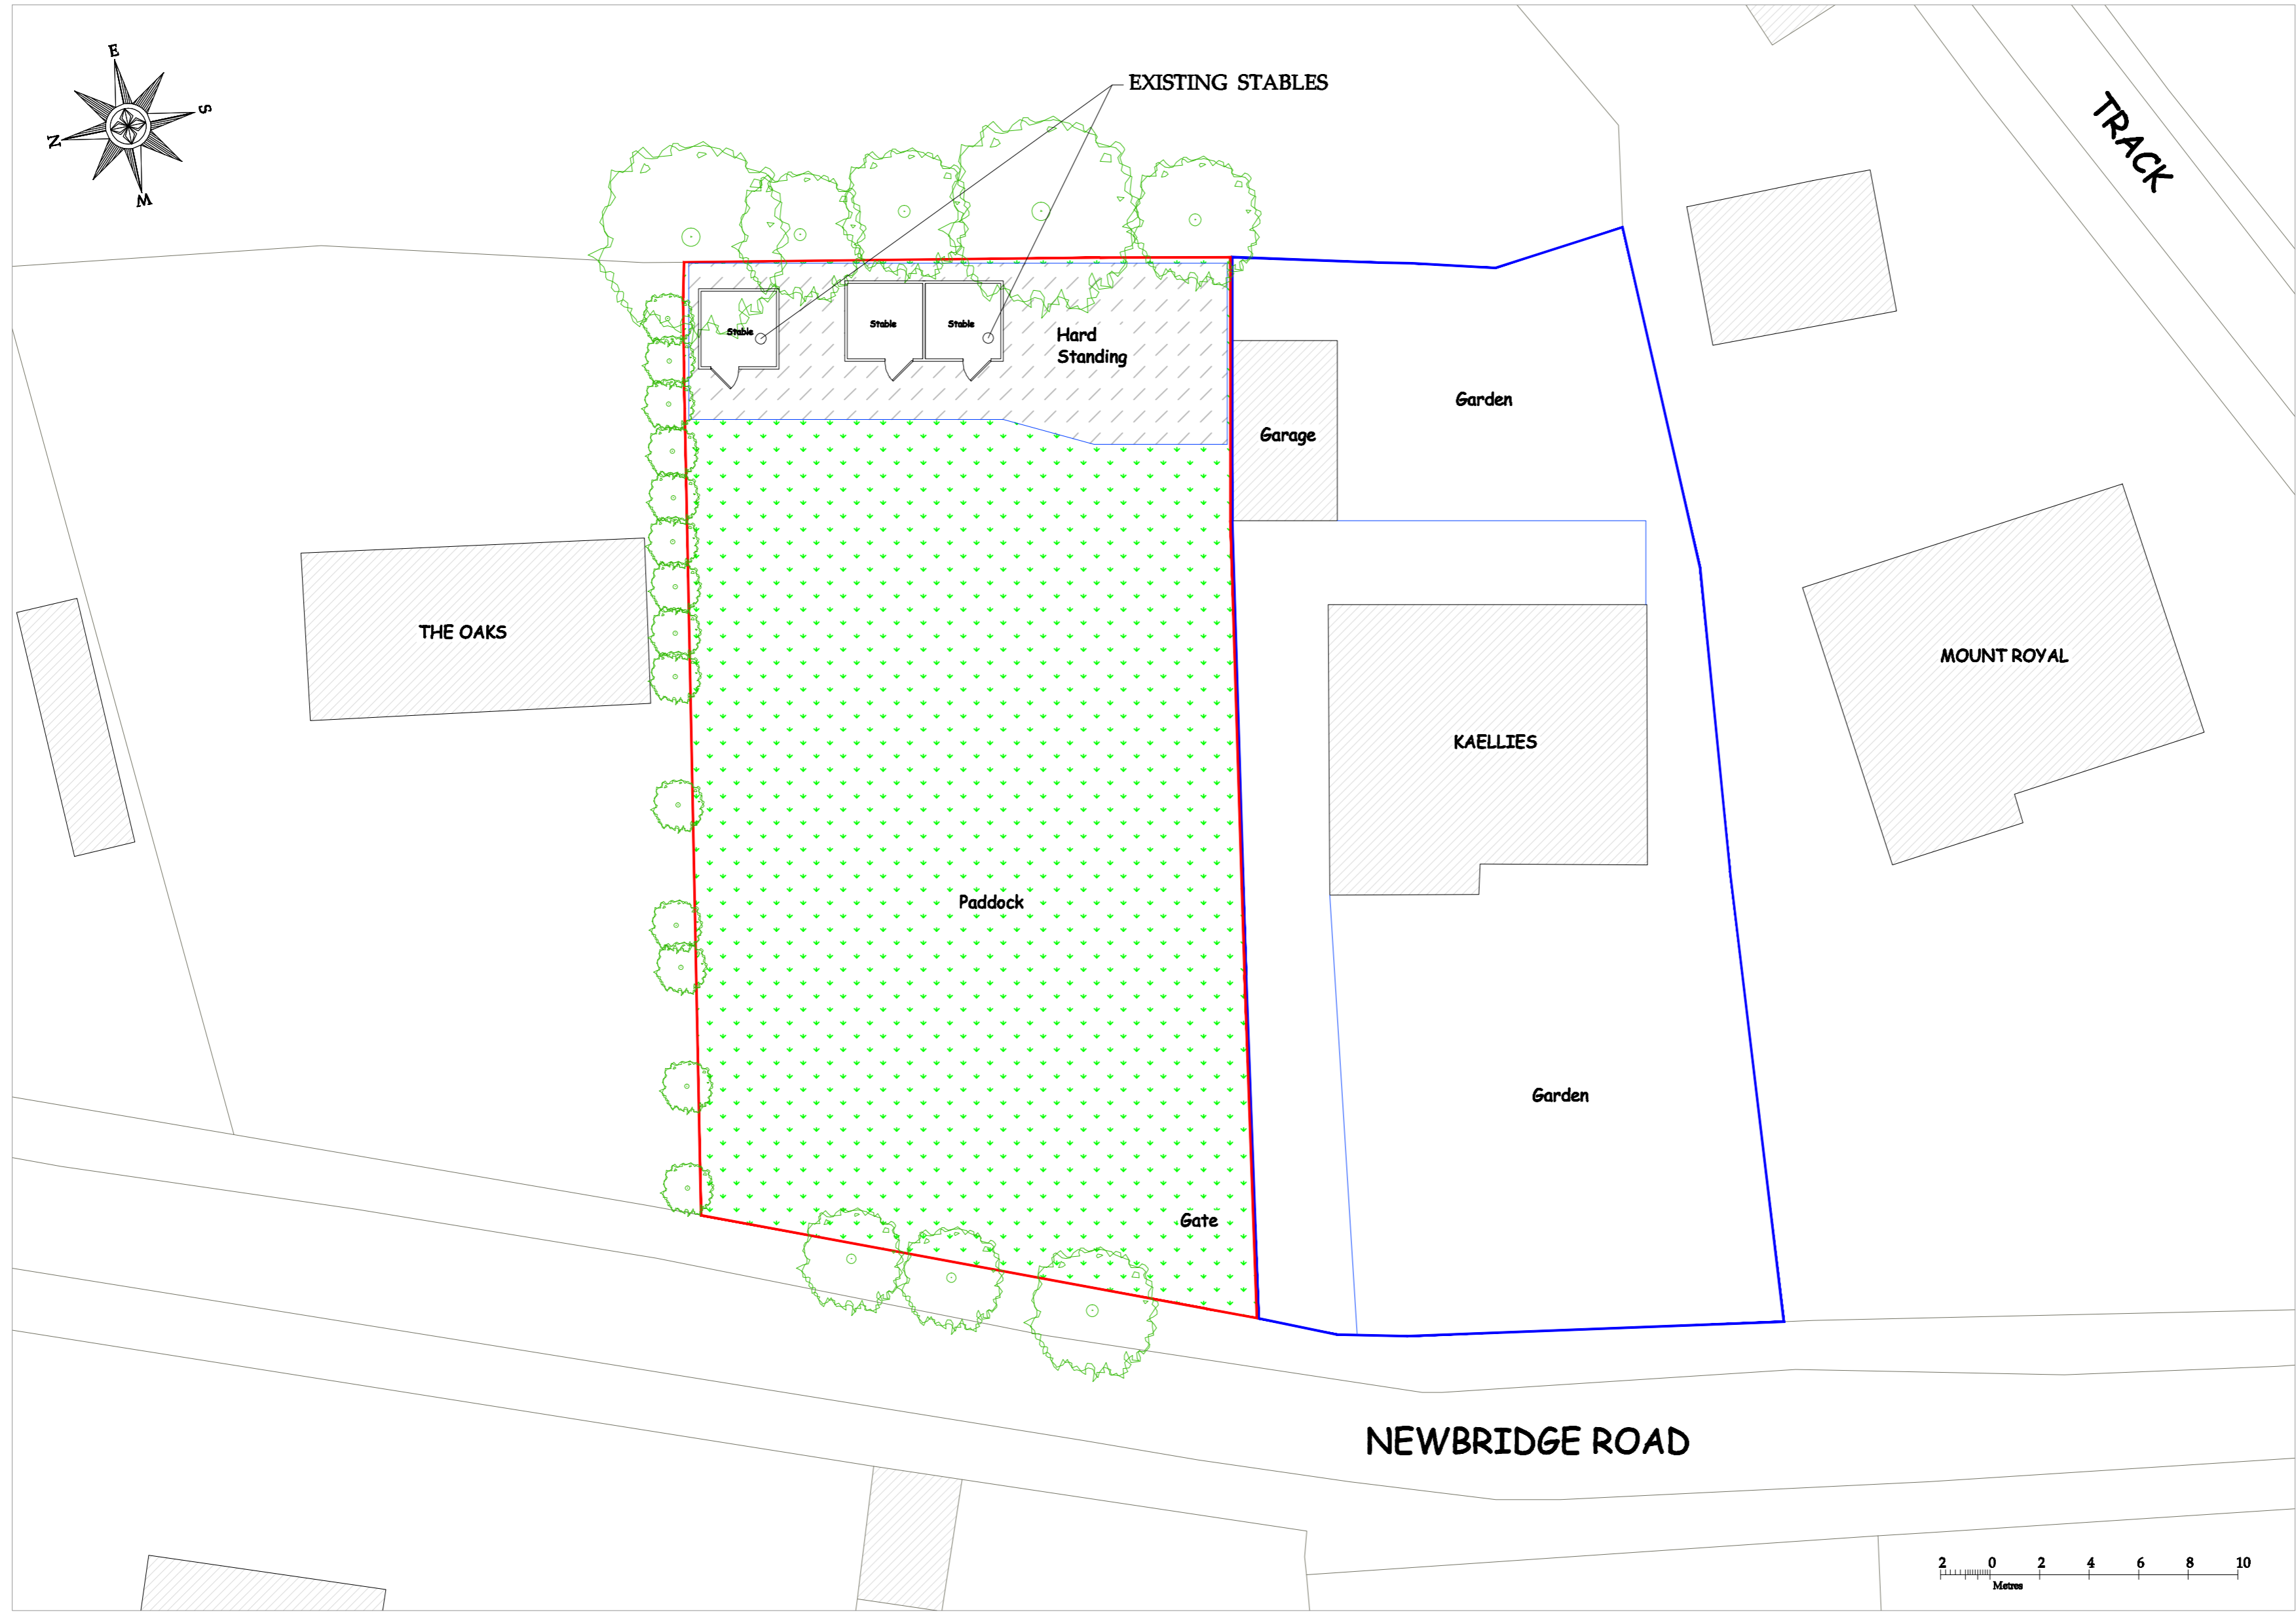 E
S
N
W
EXISTING STABLES
TRACK
Stable
Stable
Stable
Hard
Standing
Garden
Garage
THE OAKS
MOUNT ROYAL
KAELLIES
Paddock
Garden
Gate
NEWBRIDGE ROAD
2 0 2 4 6 8 10
Metres